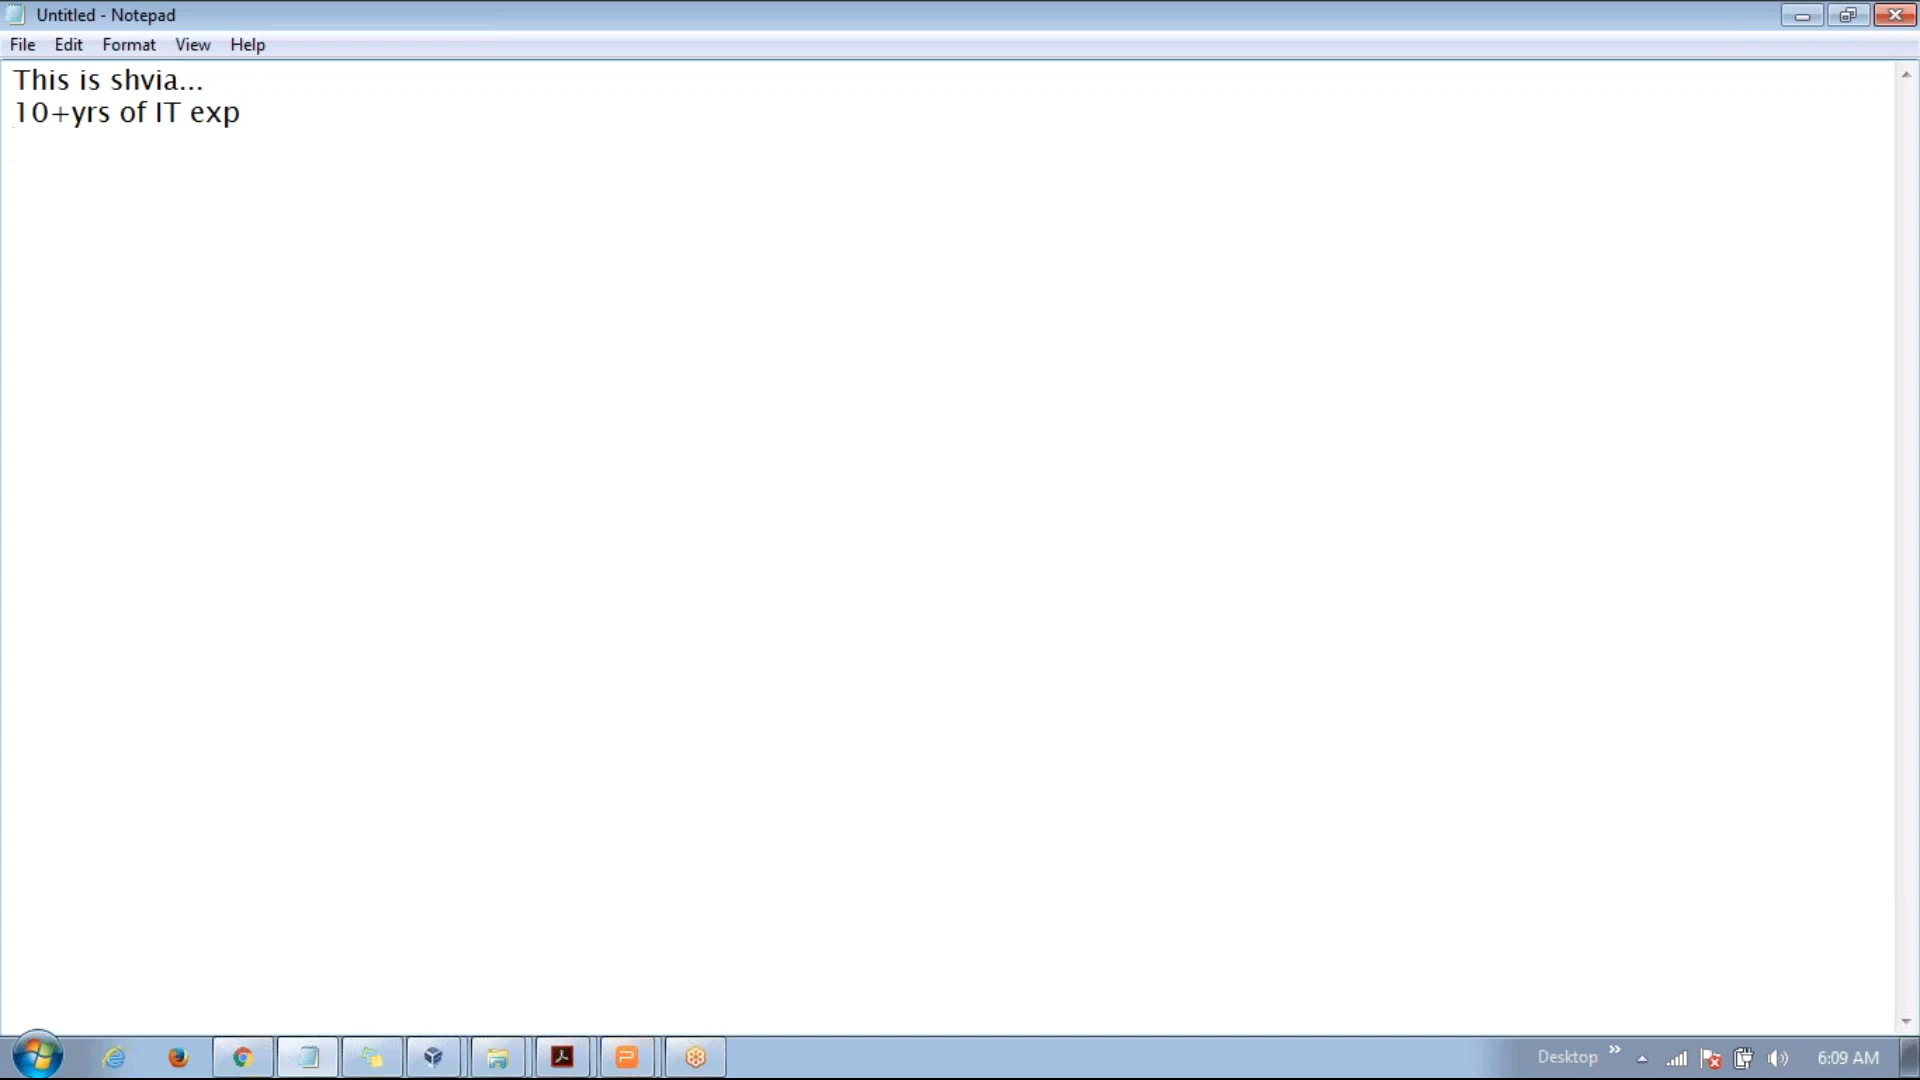 Untitled - Notepad
File Edit Format View Help
This is shvia...
10+yrs of IT exp
Desktop » 6:09 AM